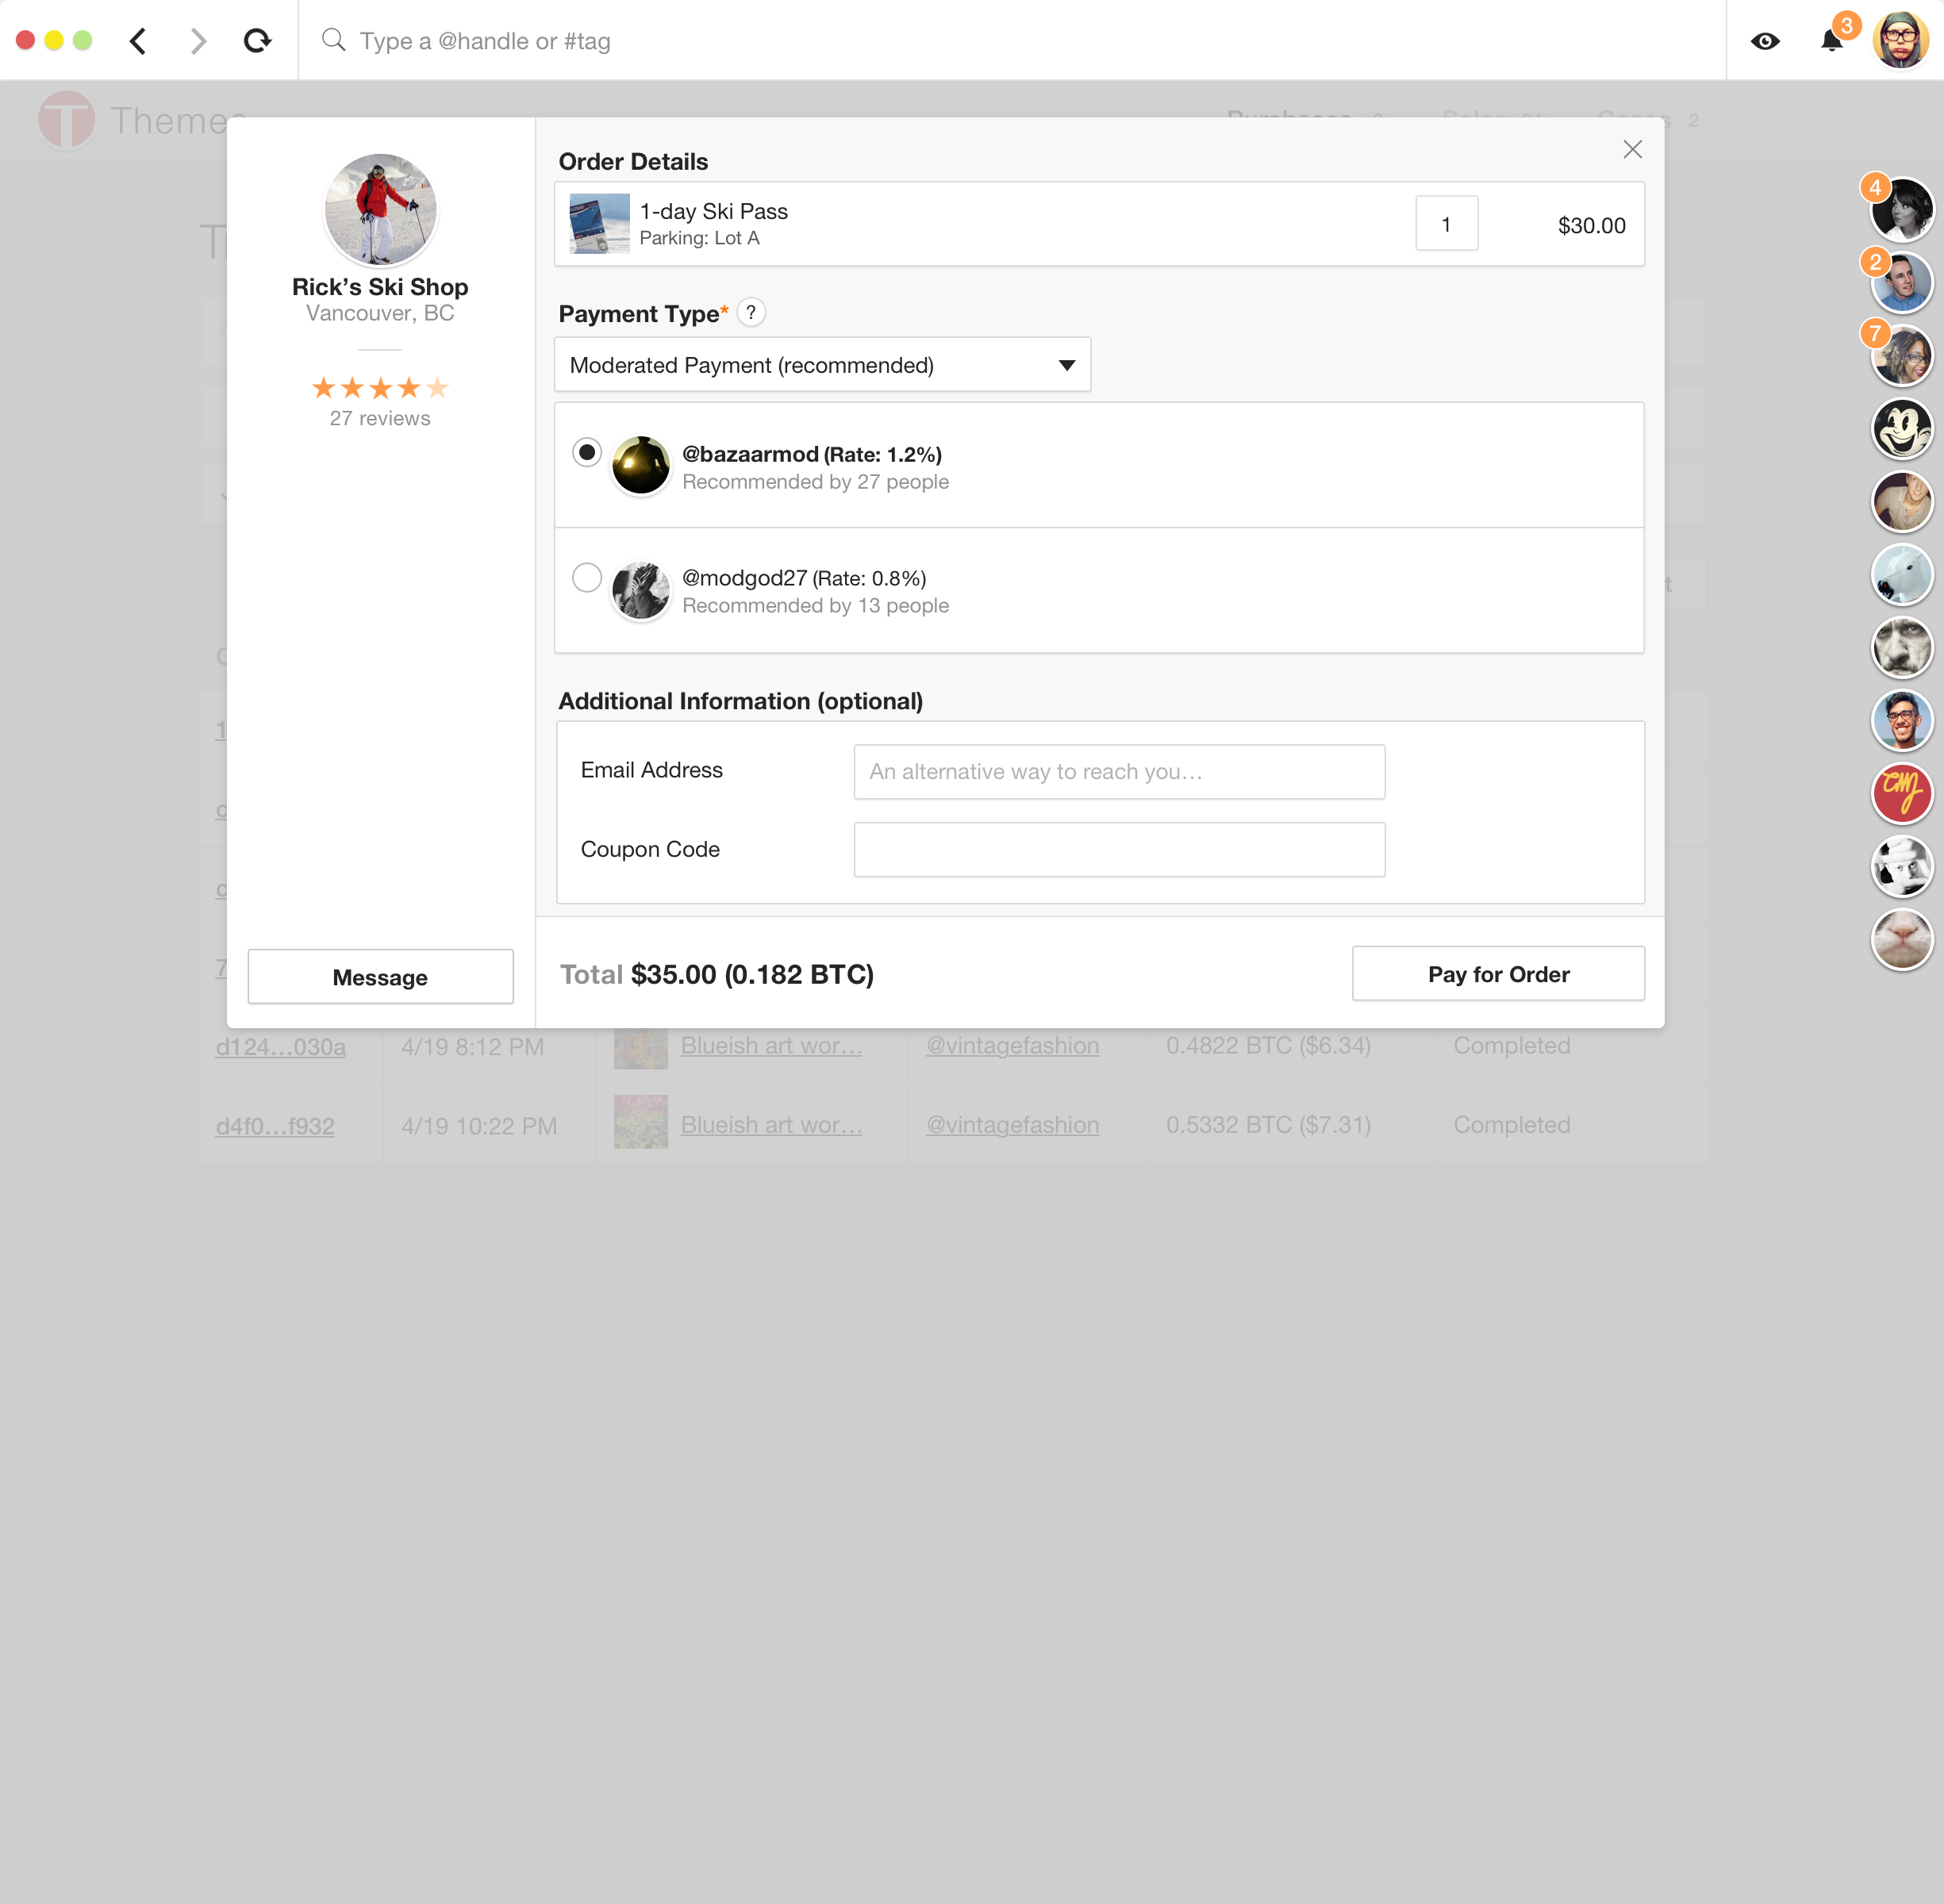 Type a @handle or #tag
3
Themes
Purchases
2
Rick’s Ski Shop
Vancouver, BC
27 reviews
Message
Order Details
1-day Ski Pass
Parking: Lot A
1
$30.00
Payment Type*
?
Moderated Payment (recommended)
@bazaarmod (Rate: 1.2%)
Recommended by 27 people
@modgod27 (Rate: 0.8%)
Recommended by 13 people
Additional Information (optional)
Email Address
An alternative way to reach you…
Coupon Code
Total $35.00 (0.182 BTC)
Pay for Order
4
2
7
d124...030a 4/19 8:12 PM Blueish art wor... @vintagefashion 0.4822 BTC ($6.34) Completed
d4f0...f932 4/19 10:22 PM Blueish art wor... @vintagefashion 0.5332 BTC ($7.31) Completed